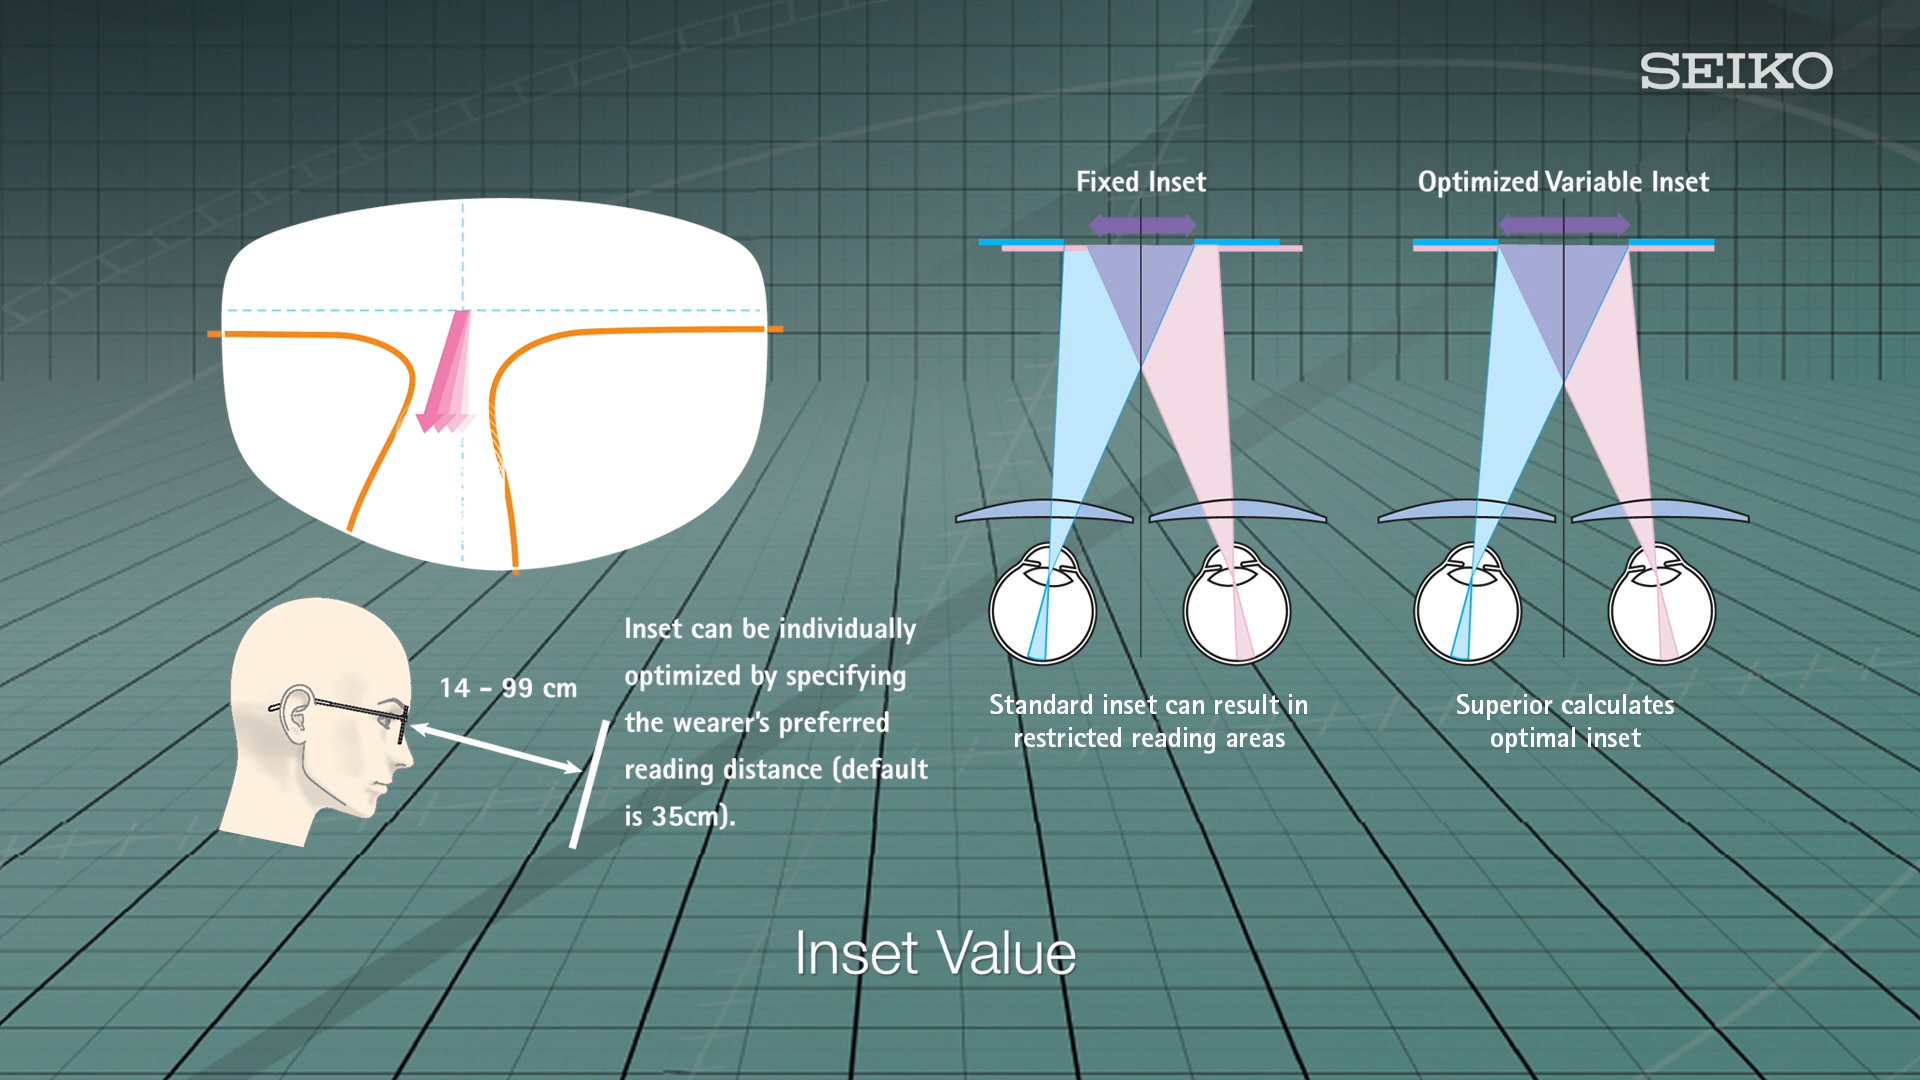 SEIKO
Fixed Inset
Optimized Variable Inset
14 - 99 cm
Inset can be individually
optimized by specifying
the wearer's preferred
reading distance (default
is 35cm).
Standard inset can result in
restricted reading areas
Superior calculates
optimal inset
Inset Value